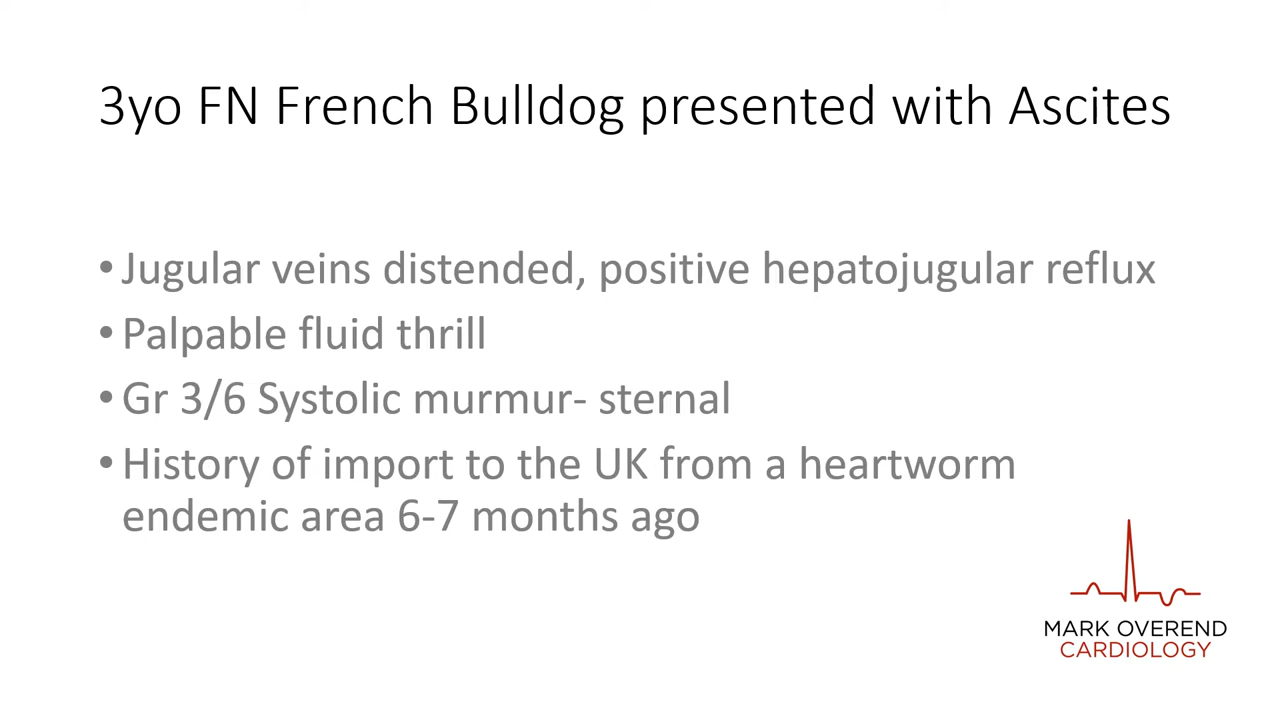 3yo FN French Bulldog presented with Ascites
• Jugular veins distended, positive hepatojugular reflux
• Palpable fluid thrill
• Gr 3/6 Systolic murmur- sternal
• History of import to the UK from a heartworm
endemic area 6-7 months ago
MARK OVEREND
CARDIOLOGY